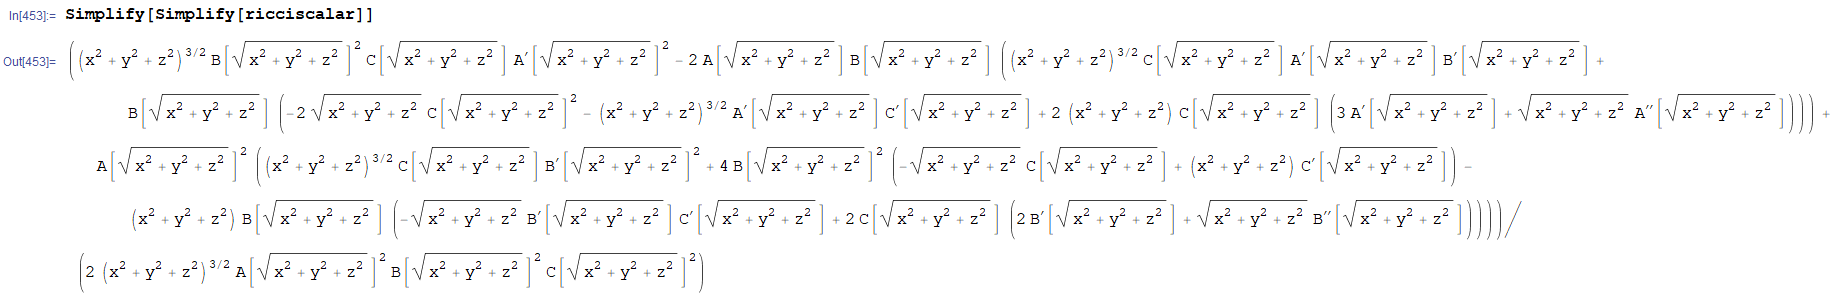 In[453]:= Simplify[Simplify[ricciscalar]]
Out[453]= ((x² + y² + z²)^(3/2) B[√(x² + y² + z²)]² C[√(x² + y² + z²)] A′[√(x² + y² + z²)]² - 2 A[√(x² + y² + z²)] B[√(x² + y² + z²)] ((x² + y² + z²)^(3/2) C[√(x² + y² + z²)] A′[√(x² + y² + z²)] B′[√(x² + y² + z²)] +
B[√(x² + y² + z²)] (-2 √(x² + y² + z²) C[√(x² + y² + z²)]² - (x² + y² + z²)^(3/2) A′[√(x² + y² + z²)] C′[√(x² + y² + z²)] + 2 (x² + y² + z²) C[√(x² + y² + z²)] (3 A′[√(x² + y² + z²)] + √(x² + y² + z²) A′′[√(x² + y² + z²)]))) +
A[√(x² + y² + z²)]² ((x² + y² + z²)^(3/2) C[√(x² + y² + z²)] B′[√(x² + y² + z²)]² + 4 B[√(x² + y² + z²)]² (-√(x² + y² + z²) C[√(x² + y² + z²)] + (x² + y² + z²) C′[√(x² + y² + z²)]) -
(x² + y² + z²) B[√(x² + y² + z²)] (-√(x² + y² + z²) B′[√(x² + y² + z²)] C′[√(x² + y² + z²)] + 2 C[√(x² + y² + z²)] (2 B′[√(x² + y² + z²)] + √(x² + y² + z²) B′′[√(x² + y² + z²)])))) /
(2 (x² + y² + z²)^(3/2) A[√(x² + y² + z²)]² B[√(x² + y² + z²)]² C[√(x² + y² + z²)]²)